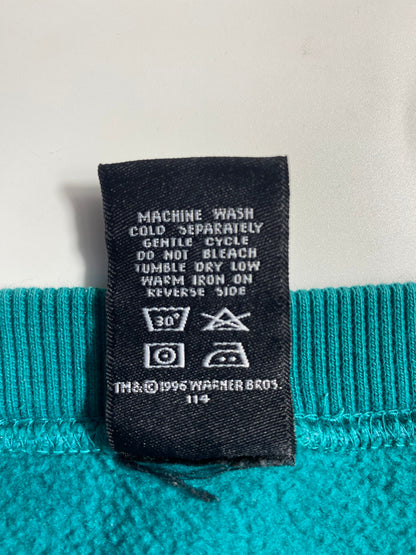 MACHINE WASH
COLD SEPARATELY
GENTLE CYCLE
DO NOT BLEACH
TUMBLE DRY LOW
WARM IRON ON
REVERSE SIDE
30°
TM&©1996 WARNER BROS.
114